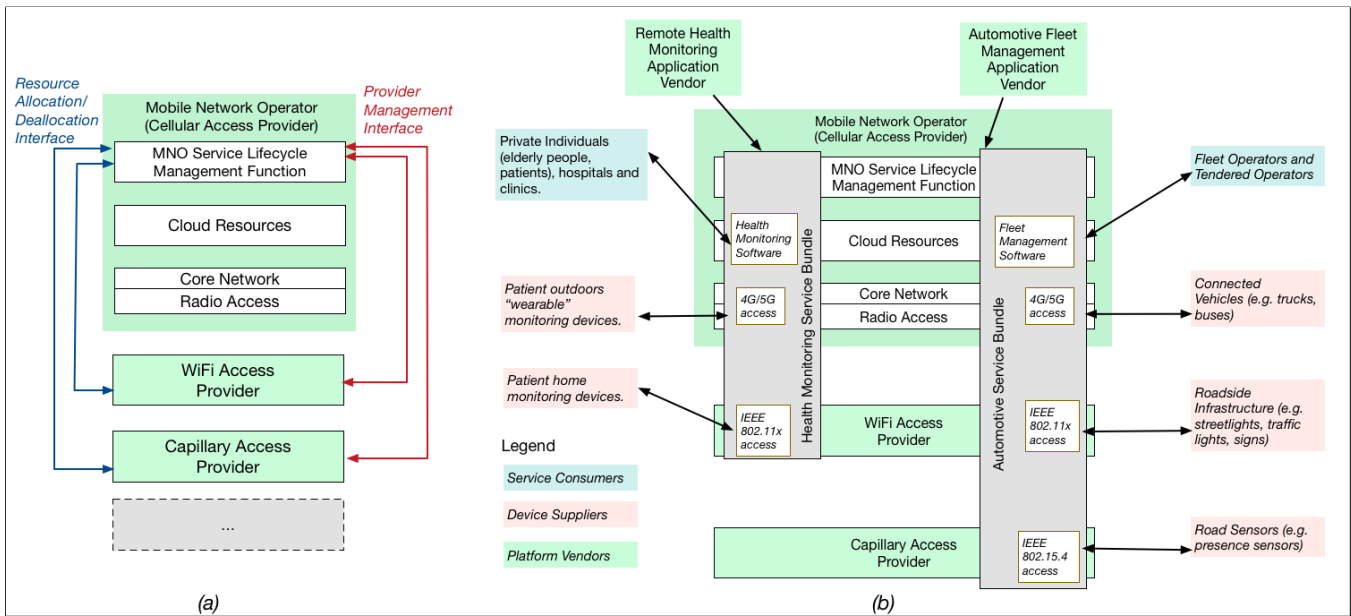 Resource
Allocation/
Deallocation
Interface
Provider
Management
Interface
Mobile Network Operator
(Cellular Access Provider)
MNO Service Lifecycle
Management Function
Cloud Resources
Core Network
Radio Access
WiFi Access
Provider
Capillary Access
Provider
...
(a)
Remote Health
Monitoring
Application
Vendor
Automotive Fleet
Management
Application
Vendor
Mobile Network Operator
(Cellular Access Provider)
Private Individuals
(elderly people,
patients), hospitals and
clinics.
MNO Service Lifecycle
Management Function
Fleet Operators and
Tendered Operators
Health
Monitoring
Software
Cloud Resources
Fleet
Management
Software
Health Monitoring Service Bundle
Automotive Service Bundle
Patient outdoors
“wearable”
monitoring devices.
4G/5G
access
Core Network
Radio Access
4G/5G
access
Connected
Vehicles (e.g. trucks,
buses)
Patient home
monitoring devices.
IEEE
802.11x
access
WiFi Access
Provider
IEEE
802.11x
access
Roadside
Infrastructure (e.g.
streetlights, traffic
lights, signs)
Legend
Service Consumers
Device Suppliers
Platform Vendors
Capillary Access
Provider
IEEE
802.15.4
access
Road Sensors (e.g.
presence sensors)
(b)